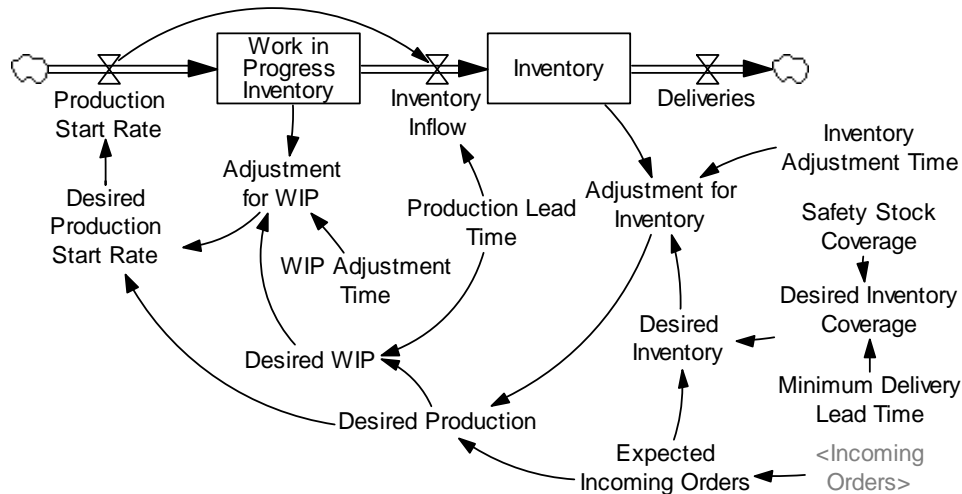 Work in
Progress
Inventory
Inventory
Production
Start Rate
Inventory
Inflow
Deliveries
Inventory
Adjustment Time
Adjustment
for WIP
Adjustment for
Inventory
Desired
Production
Start Rate
Production Lead
Time
Safety Stock
Coverage
WIP Adjustment
Time
Desired Inventory
Coverage
Desired
Inventory
Desired WIP
Minimum Delivery
Lead Time
Desired Production
Expected
Incoming Orders
<Incoming
Orders>